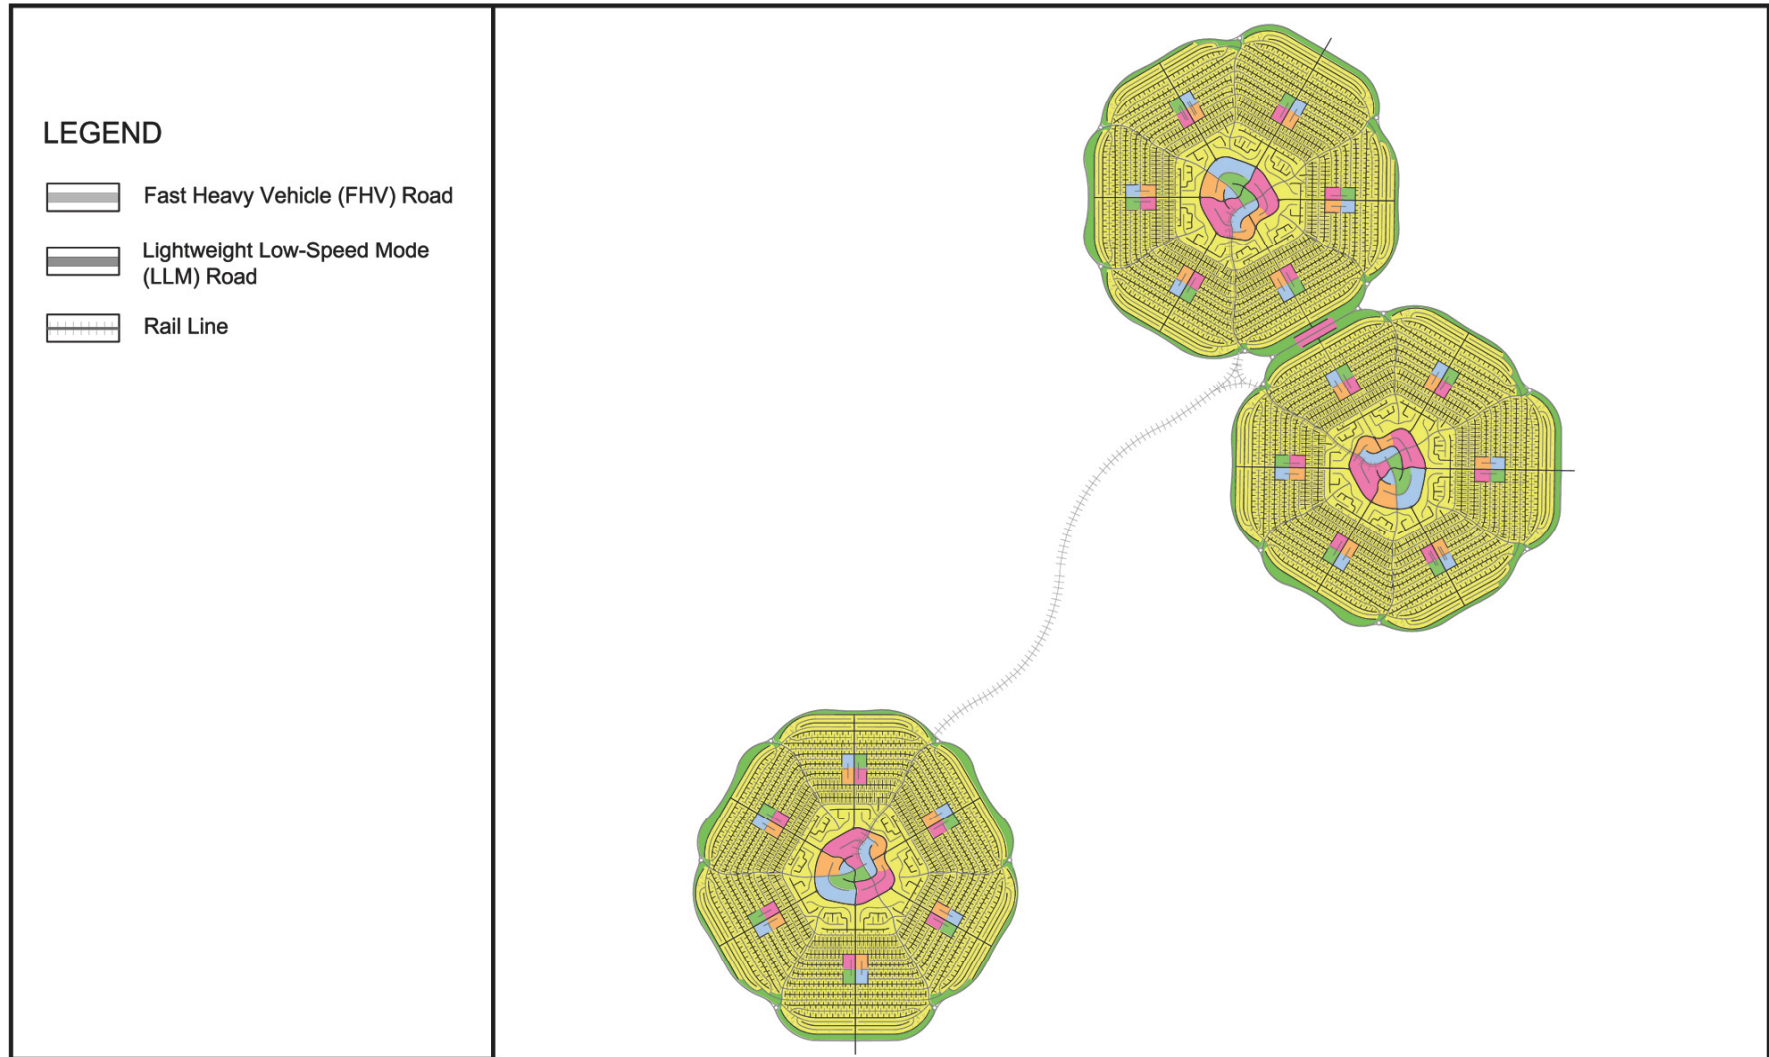 LEGEND
Fast Heavy Vehicle (FHV) Road
Lightweight Low-Speed Mode
(LLM) Road
Rail Line